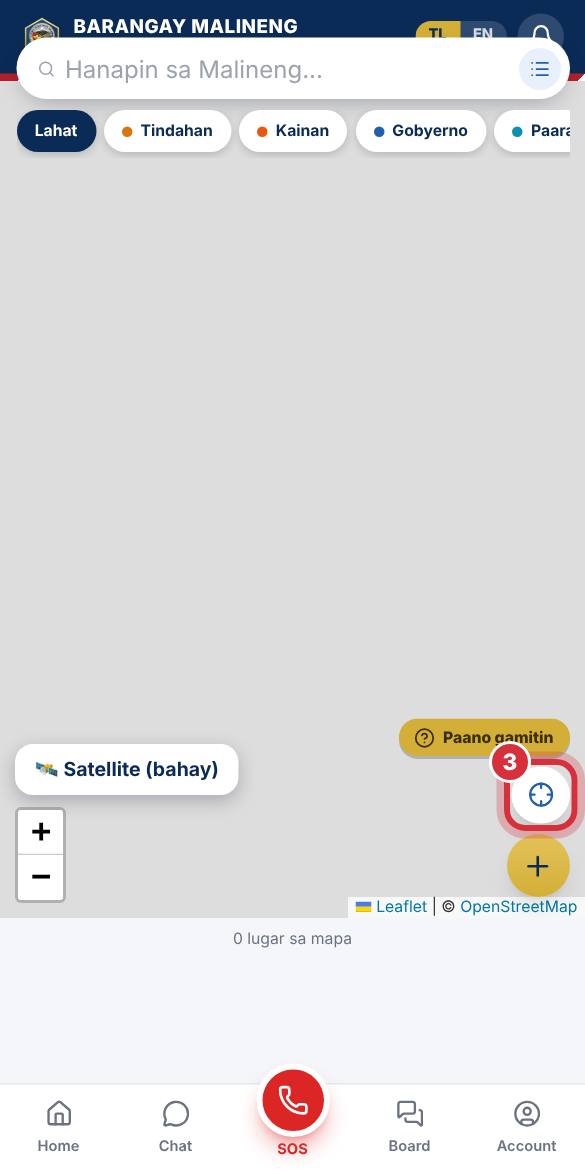 BARANGAY MALINENG
TL EN
Hanapin sa Malineng...
Lahat
Tindahan
Kainan
Gobyerno
Paara
Paano gamitin
3
Satellite (bahay)
+
−
+
Leaflet | © OpenStreetMap
0 lugar sa mapa
Home
Chat
SOS
Board
Account